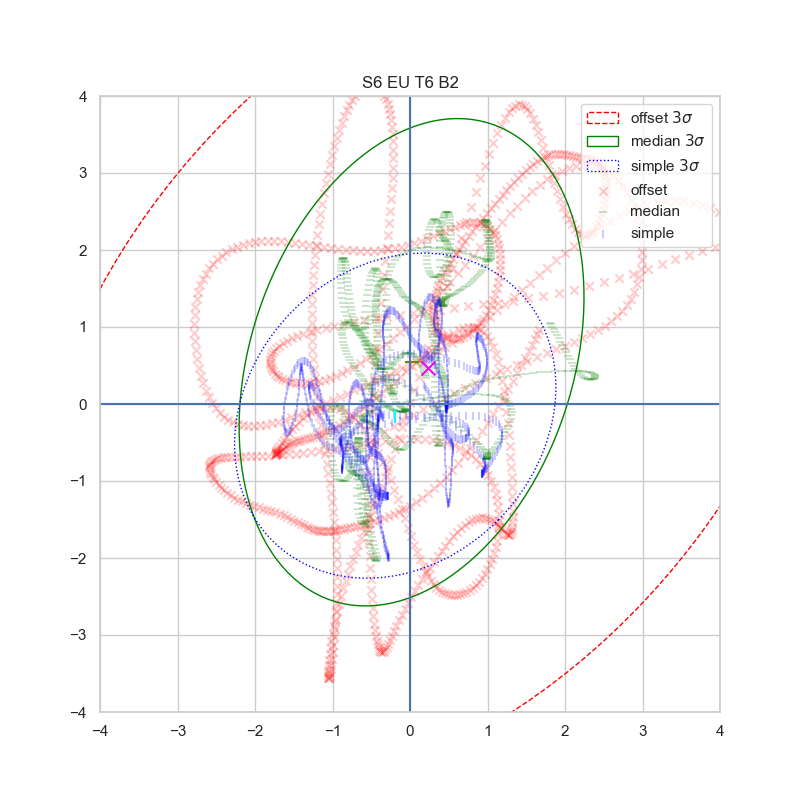 S6 EU T6 B2
offset 3σ
median 3σ
simple 3σ
offset
median
simple
4
3
2
1
0
−1
−2
−3
−4
−4 −3 −2 −1 0 1 2 3 4